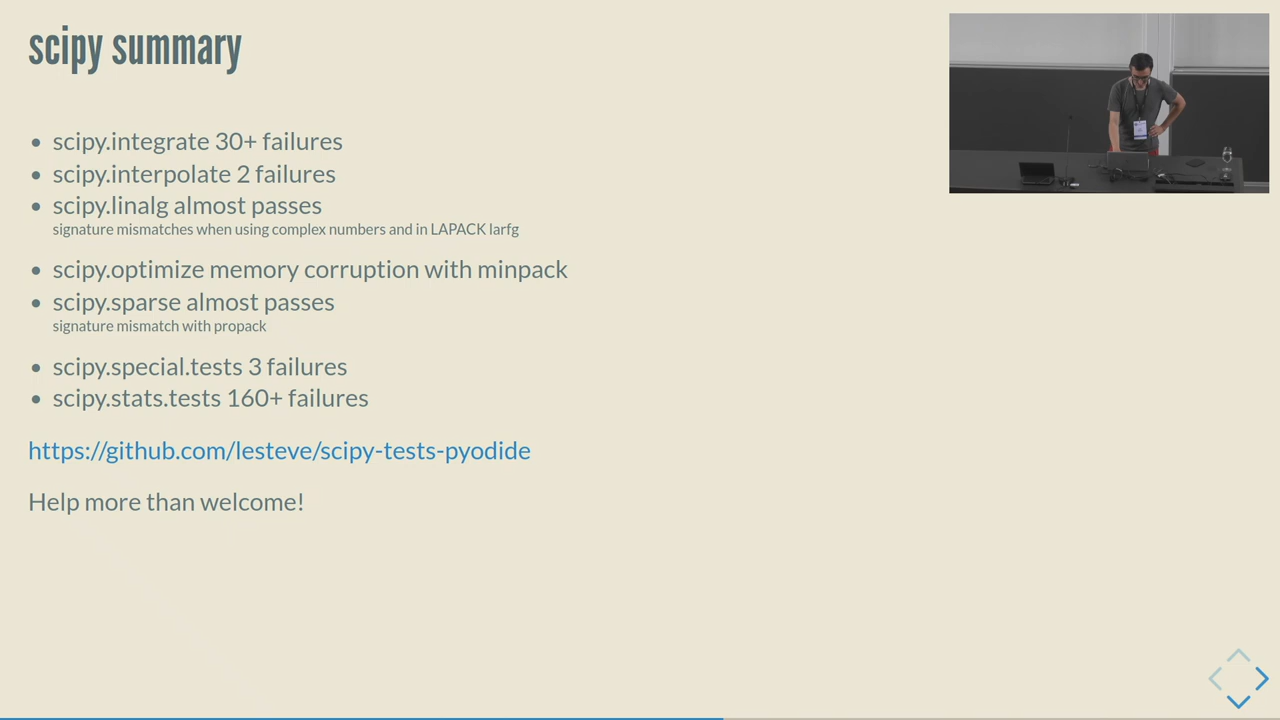 scipy summary
scipy.integrate 30+ failures
scipy.interpolate 2 failures
scipy.linalg almost passes
signature mismatches when using complex numbers and in LAPACK larfg
scipy.optimize memory corruption with minpack
scipy.sparse almost passes
signature mismatch with propack
scipy.special.tests 3 failures
scipy.stats.tests 160+ failures
https://github.com/lesteve/scipy-tests-pyodide
Help more than welcome!